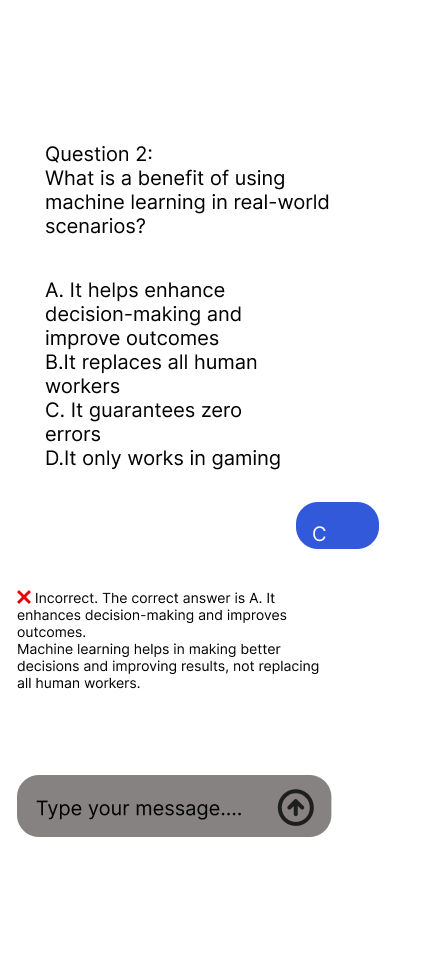 Question 2:
What is a benefit of using
machine learning in real-world
scenarios?
A. It helps enhance
decision-making and
improve outcomes
B.It replaces all human
workers
C. It guarantees zero
errors
D.It only works in gaming
C
❌ Incorrect. The correct answer is A. It
enhances decision-making and improves
outcomes.
Machine learning helps in making better
decisions and improving results, not replacing
all human workers.
Type your message....